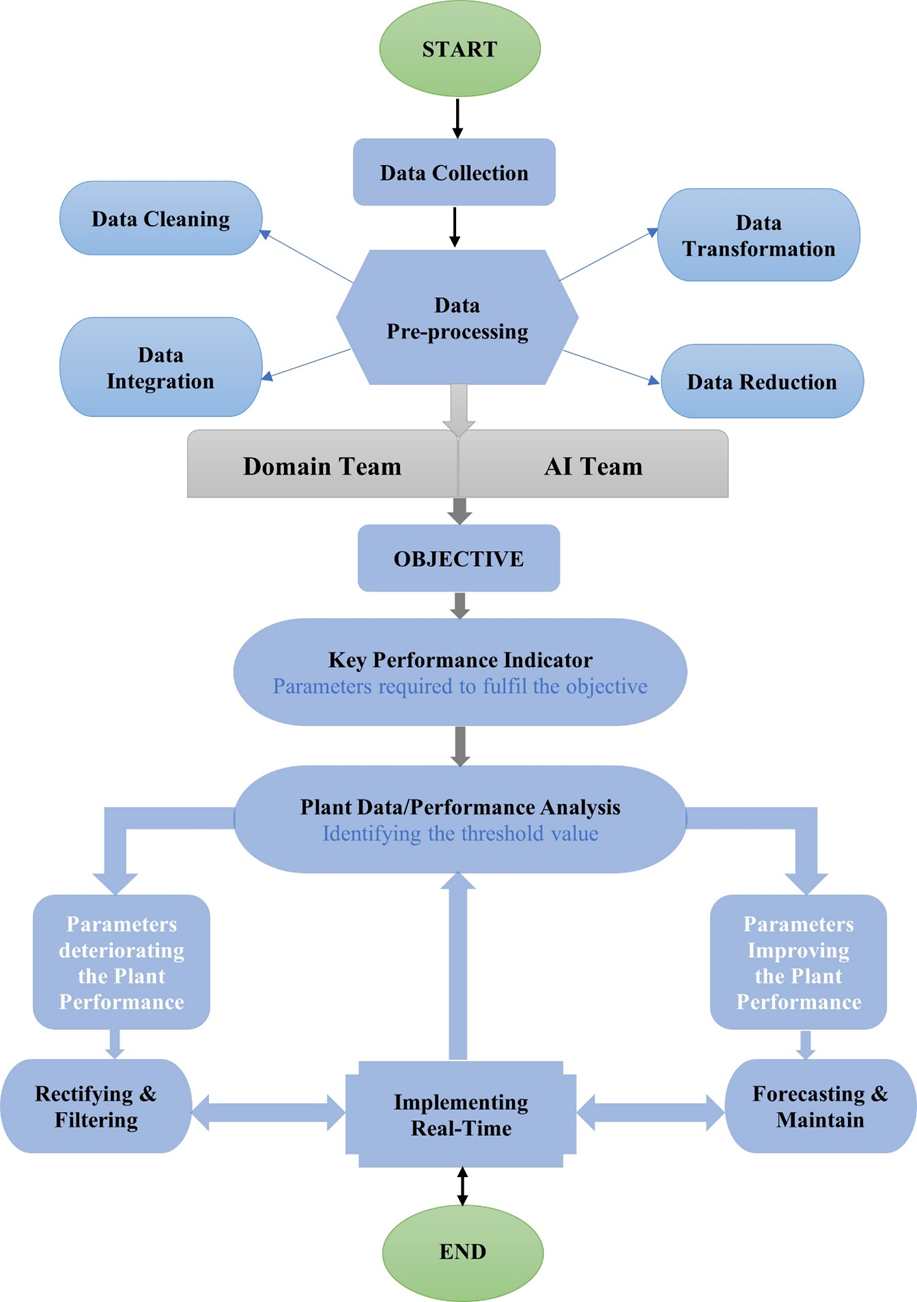 START
Data Collection
Data Cleaning
Data
Transformation
Data
Pre-processing
Data
Integration
Data Reduction
Domain Team
AI Team
OBJECTIVE
Key Performance Indicator
Parameters required to fulfil the objective
Plant Data/Performance Analysis
Identifying the threshold value
Parameters
deteriorating
the Plant
Performance
Parameters
Improving
the Plant
Performance
Rectifying &
Filtering
Implementing
Real-Time
Forecasting &
Maintain
END